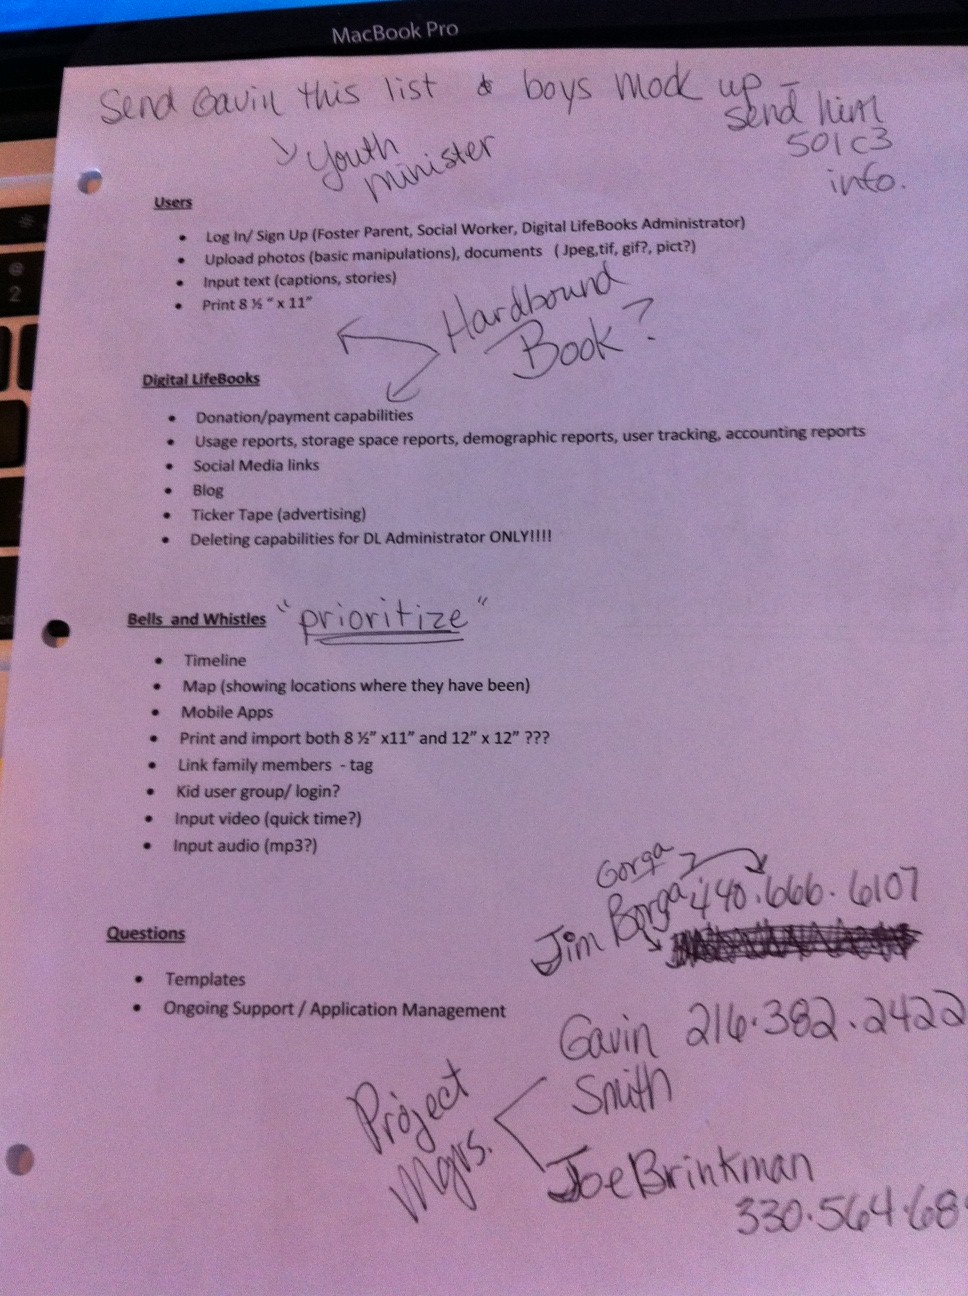 MacBook Pro
Send Gavin this list & boys mock up -
send him
501c3
info.
Youth
minister
Users
• Log In/ Sign Up (Foster Parent, Social Worker, Digital LifeBooks Administrator)
• Upload photos (basic manipulations), documents ( Jpeg,tif, gif?, pict?)
• Input text (captions, stories)
• Print 8 ½ " x 11"
Hardbound
Book?
Digital LifeBooks
• Donation/payment capabilities
• Usage reports, storage space reports, demographic reports, user tracking, accounting reports
• Social Media links
• Blog
• Ticker Tape (advertising)
• Deleting capabilities for DL Administrator ONLY!!!!
Bells and Whistles "prioritize"
• Timeline
• Map (showing locations where they have been)
• Mobile Apps
• Print and import both 8 ½" x11" and 12" x 12" ???
• Link family members - tag
• Kid user group/ login?
• Input video (quick time?)
• Input audio (mp3?)
Gorga
Jim Borga 440.666.6107
Questions
• Templates
• Ongoing Support / Application Management
Gavin 216.382.2422
Smith
Project
Mgrs.
Joe Brinkman
330.564.68